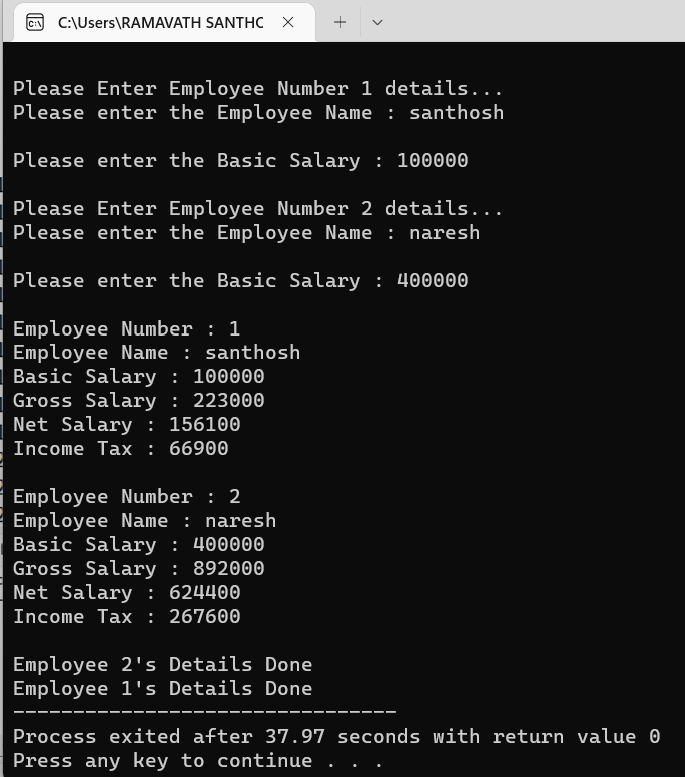 C:\Users\RAMAVATH SANTHO
Please Enter Employee Number 1 details...
Please enter the Employee Name : santhosh
Please enter the Basic Salary : 100000
Please Enter Employee Number 2 details...
Please enter the Employee Name : naresh
Please enter the Basic Salary : 400000
Employee Number : 1
Employee Name : santhosh
Basic Salary : 100000
Gross Salary : 223000
Net Salary : 156100
Income Tax : 66900
Employee Number : 2
Employee Name : naresh
Basic Salary : 400000
Gross Salary : 892000
Net Salary : 624400
Income Tax : 267600
Employee 2's Details Done
Employee 1's Details Done
--------------------------------
Process exited after 37.97 seconds with return value 0
Press any key to continue . . .